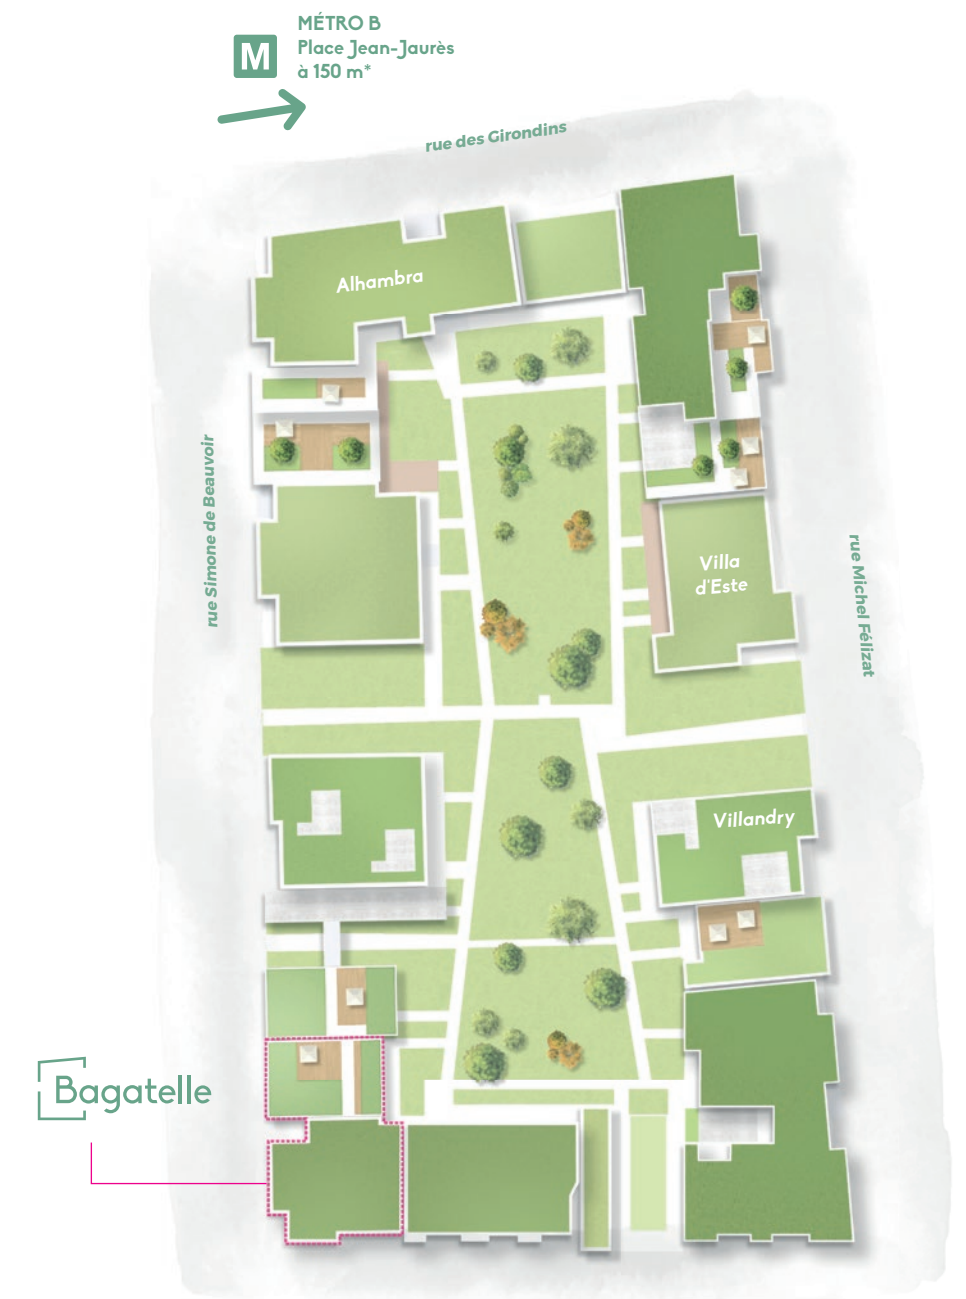 MÉTRO B
M
Place Jean-Jaurès
à 150 m*
rue des Girondins
Alhambra
rue Simone de Beauvoir
Villa
d'Este
rue Michel Félizat
Villandry
Bagatelle